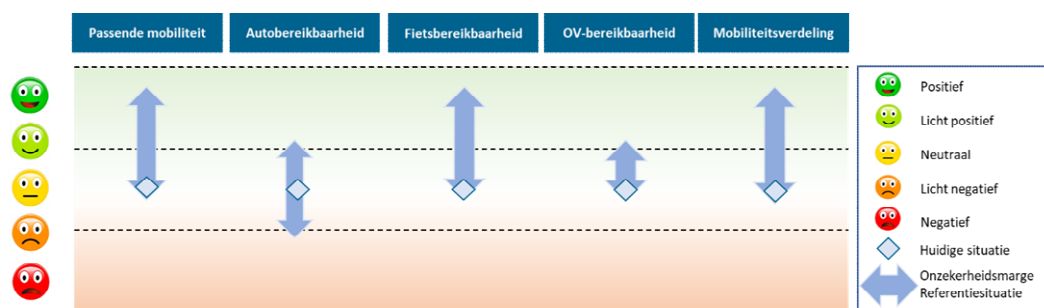 Passende mobiliteit
Autobereikbaarheid
Fietsbereikbaarheid
OV-bereikbaarheid
Mobiliteitsverdeling
Positief
Licht positief
Neutraal
Licht negatief
Negatief
Huidige situatie
Onzekerheidsmarge
Referentiesituatie